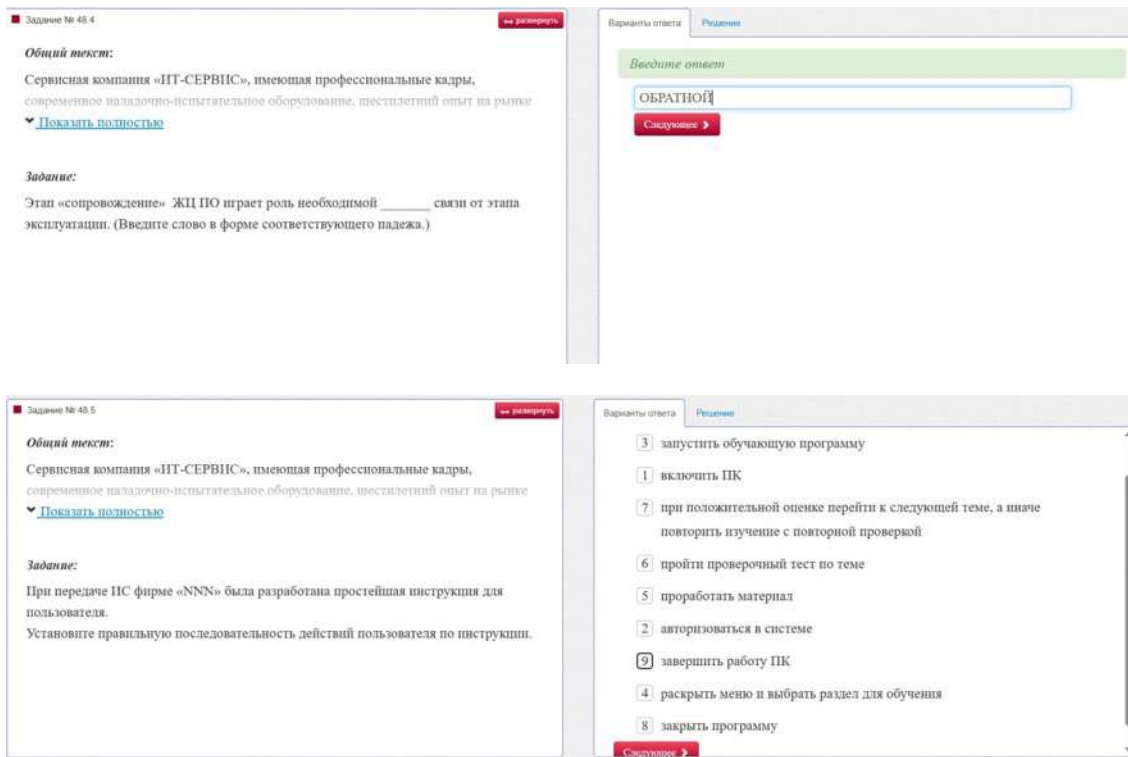 Задание № 48.4
развернуть
Общий текст:
Сервисная компания «ИТ-СЕРВИС», имеющая профессиональные кадры,
современное наладочно-испытательное оборудование, шестилетний опыт на рынке
Показать полностью
Задание:
Этап «сопровождение» ЖЦ ПО играет роль необходимой _______ связи от этапа
эксплуатации. (Введите слово в форме соответствующего падежа.)
Варианты ответа Решение
Введите ответ
ОБРАТНОЙ
Следующее
Задание № 48.5
развернуть
Общий текст:
Сервисная компания «ИТ-СЕРВИС», имеющая профессиональные кадры,
современное наладочно-испытательное оборудование, шестилетний опыт на рынке
Показать полностью
Задание:
При передаче ИС фирме «NNN» была разработана простейшая инструкция для
пользователя.
Установите правильную последовательность действий пользователя по инструкции.
Варианты ответа Решение
3 запустить обучающую программу
1 включить ПК
7 при положительной оценке перейти к следующей теме, а иначе
повторить изучение с повторной проверкой
6 пройти проверочный тест по теме
5 проработать материал
2 авторизоваться в системе
9 завершить работу ПК
4 раскрыть меню и выбрать раздел для обучения
8 закрыть программу
Следующее